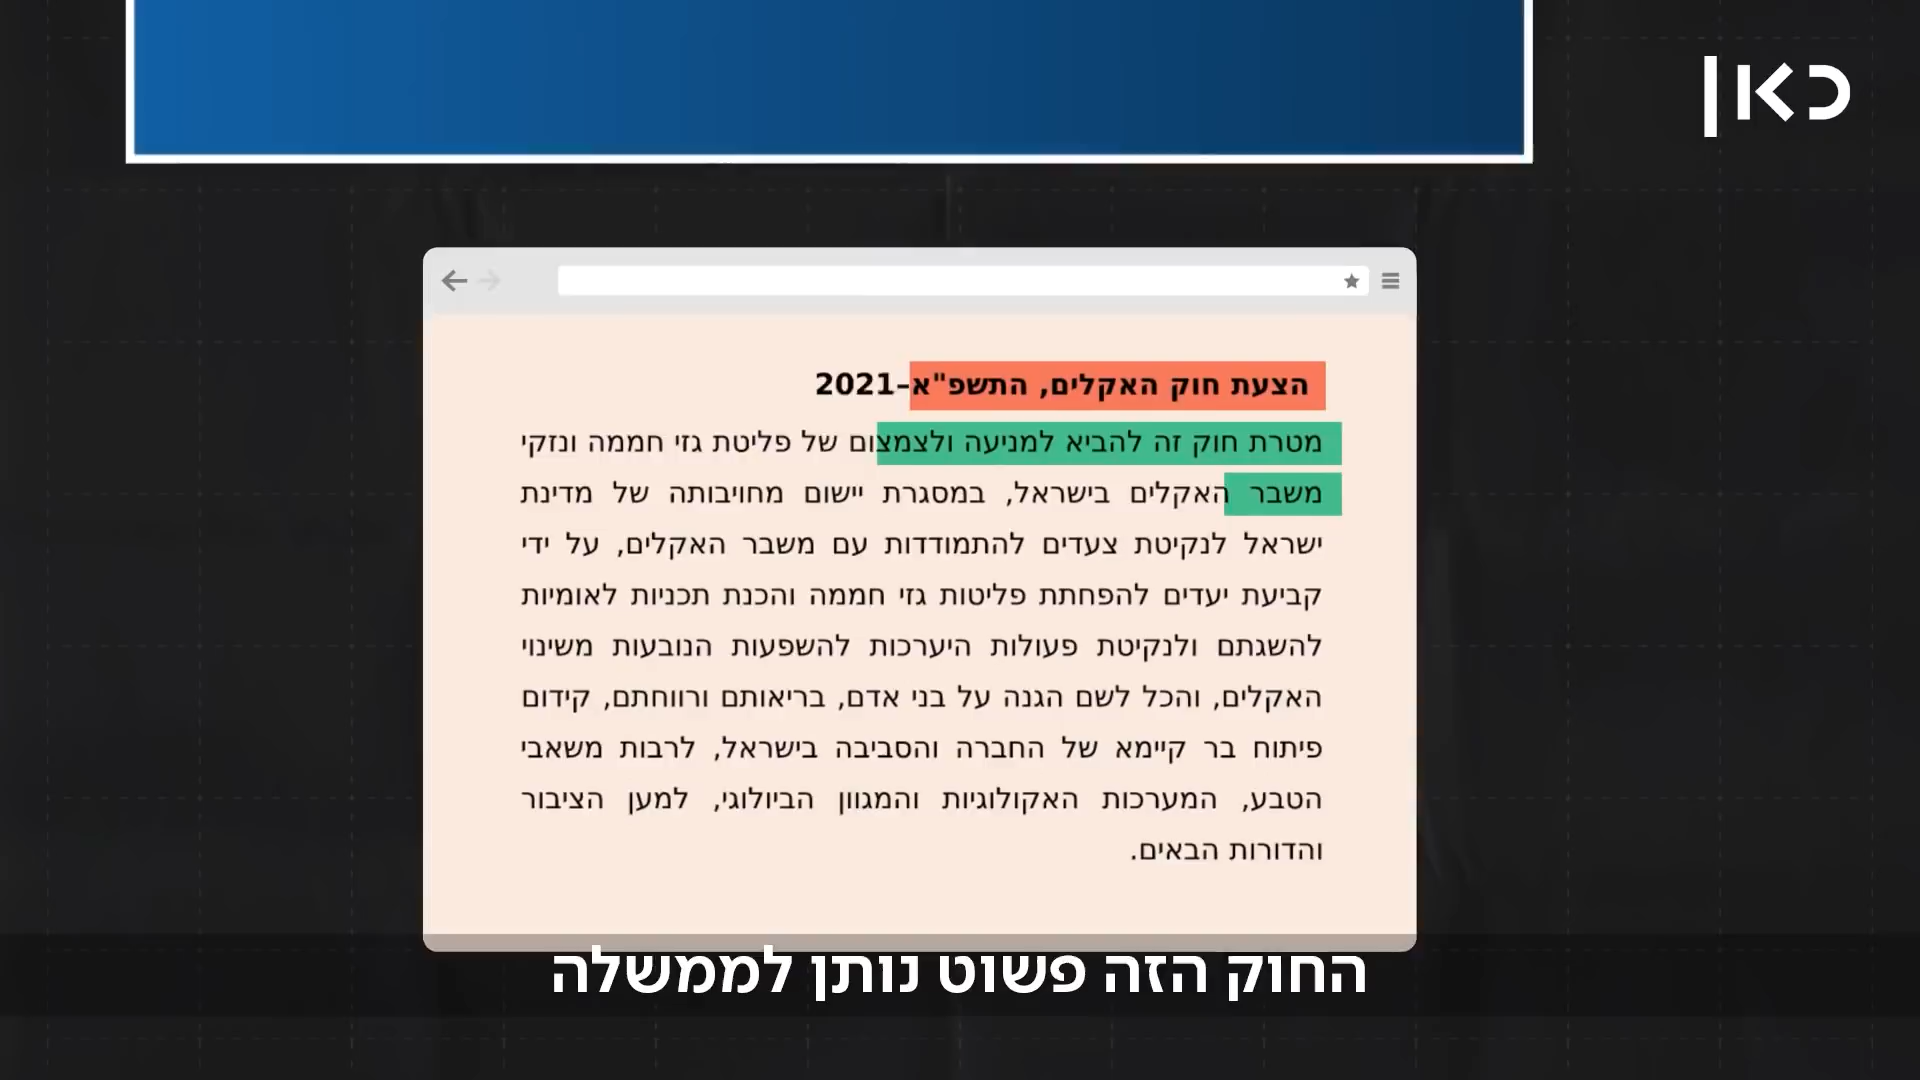 כאן
הצעת חוק האקלים, התשפ"א–2021
מטרת חוק זה להביא למניעה ולצמצום של פליטת גזי חממה ונזקי
משבר האקלים בישראל, במסגרת יישום מחויבותה של מדינת
ישראל לנקיטת צעדים להתמודדות עם משבר האקלים, על ידי
קביעת יעדים להפחתת פליטות גזי חממה והכנת תכניות לאומיות
להשגתם ולנקיטת פעולות היערכות להשפעות הנובעות משינוי
האקלים, והכל לשם הגנה על בני אדם, בריאותם ורווחתם, קידום
פיתוח בר קיימא של החברה והסביבה בישראל, לרבות משאבי
הטבע, המערכות האקולוגיות והמגוון הביולוגי, למען הציבור
והדורות הבאים.
החוק הזה פשוט נותן לממשלה